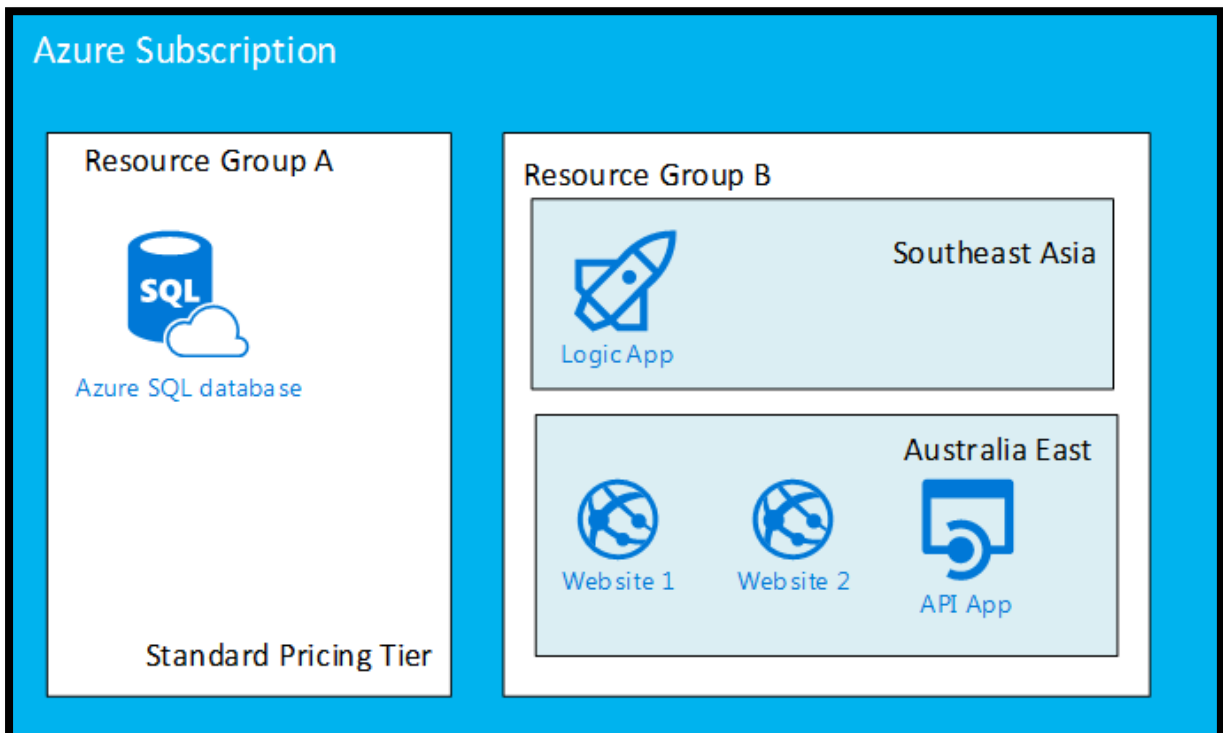 Azure Subscription
Resource Group A
SQL
Azure SQL database
Standard Pricing Tier
Resource Group B
Southeast Asia
Logic App
Australia East
Website 1
Website 2
API App